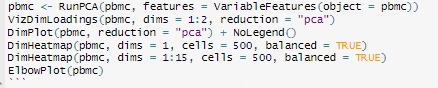 pbmc <- RunPCA(pbmc, features = VariableFeatures(object = pbmc))
VizDimLoadings(pbmc, dims = 1:2, reduction = "pca")
DimPlot(pbmc, reduction = "pca") + NoLegend()
DimHeatmap(pbmc, dims = 1, cells = 500, balanced = TRUE)
DimHeatmap(pbmc, dims = 1:15, cells = 500, balanced = TRUE)
ElbowPlot(pbmc)
```